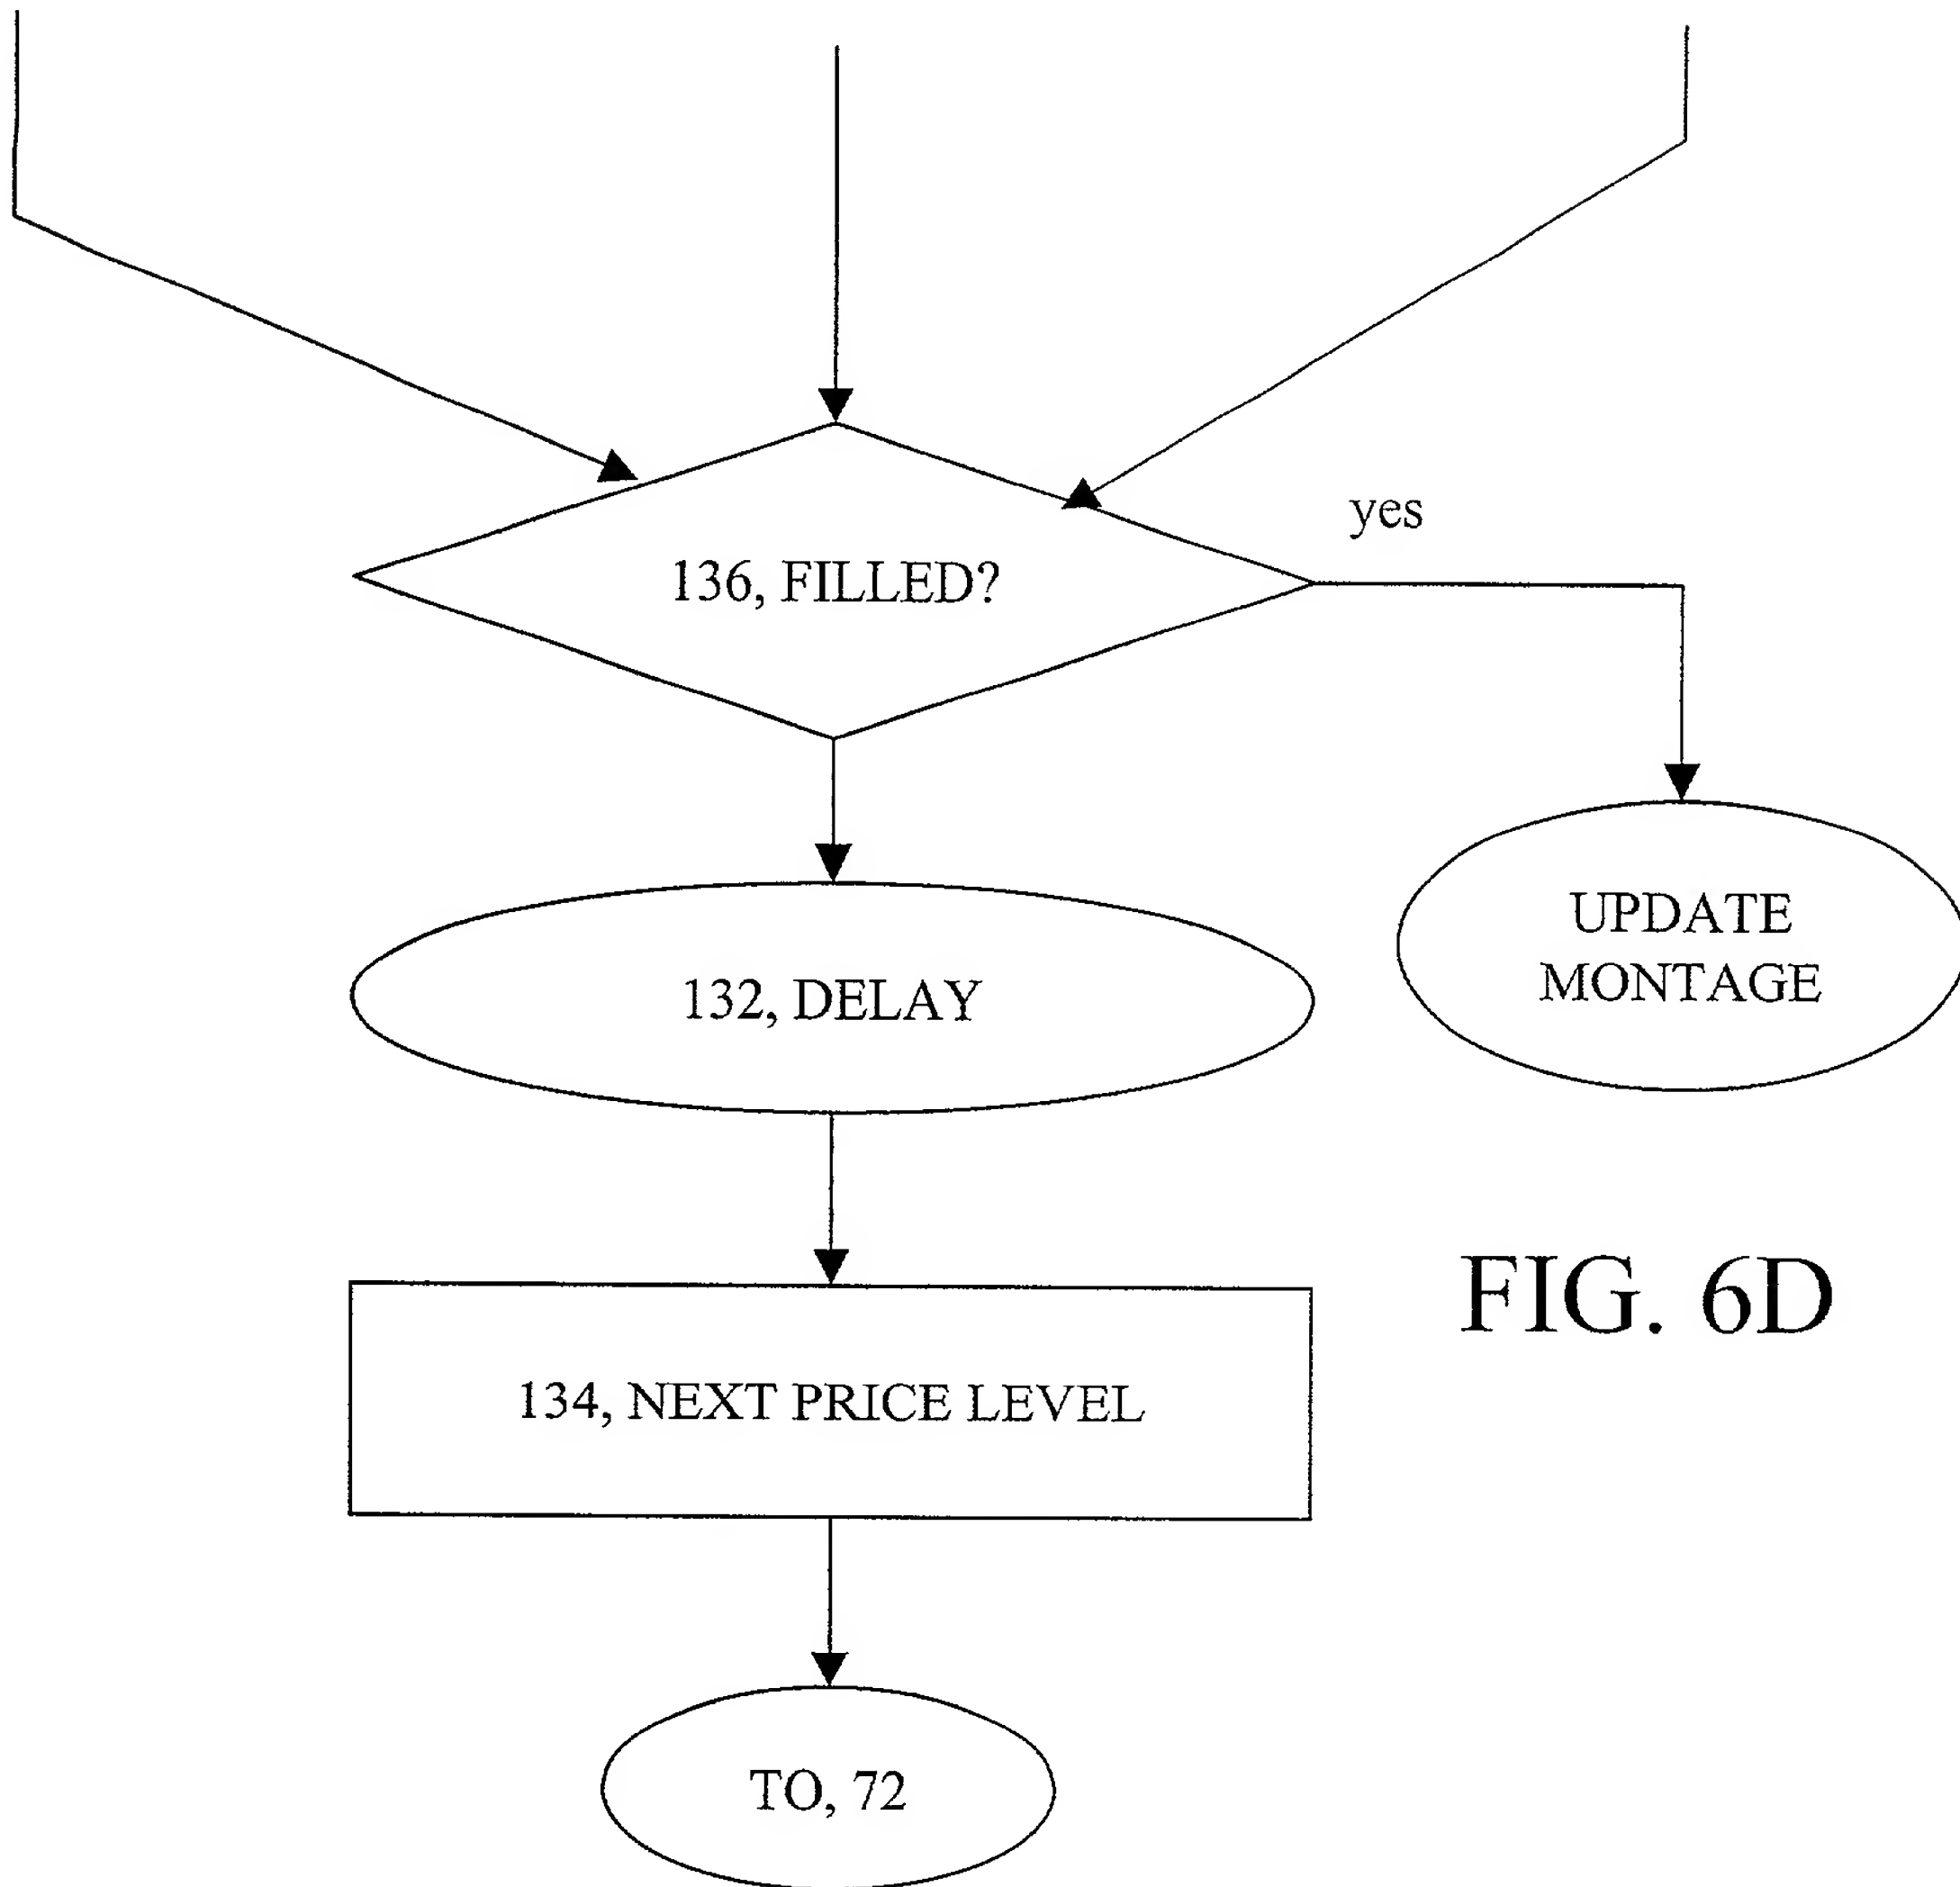 yes
136, FILLED?
UPDATE
MONTAGE
132, DELAY
FIG. 6D
134, NEXT PRICE LEVEL
TO, 72